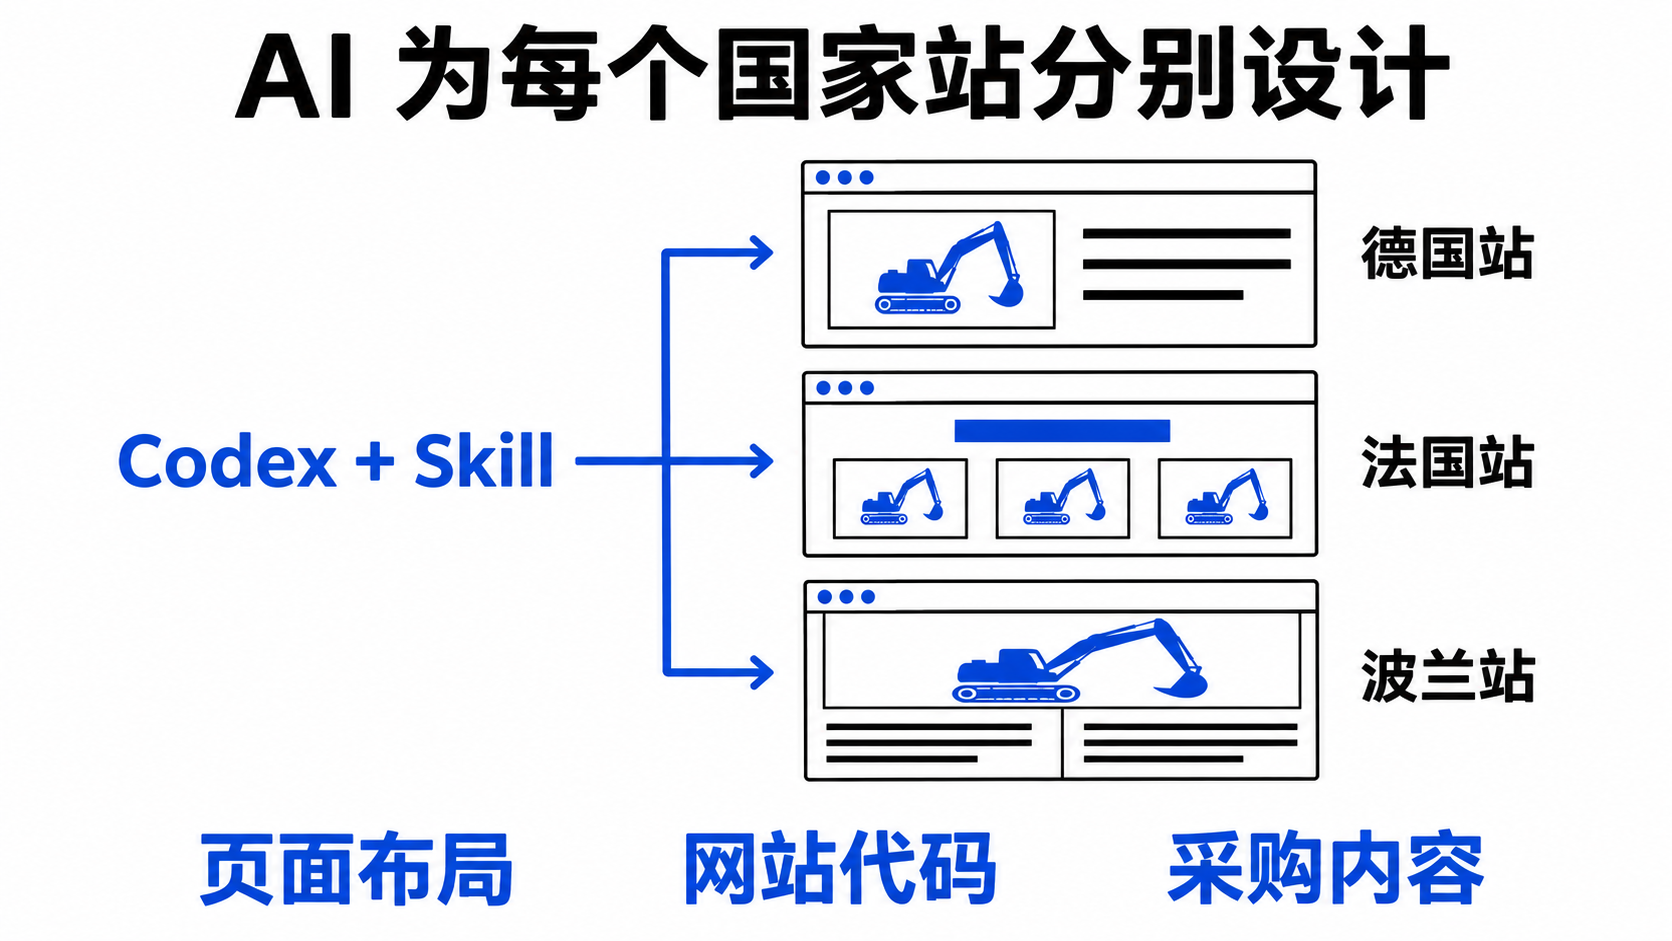 AI 为每个国家站分别设计
德国站
Codex + Skill
法国站
波兰站
页面布局
网站代码
采购内容